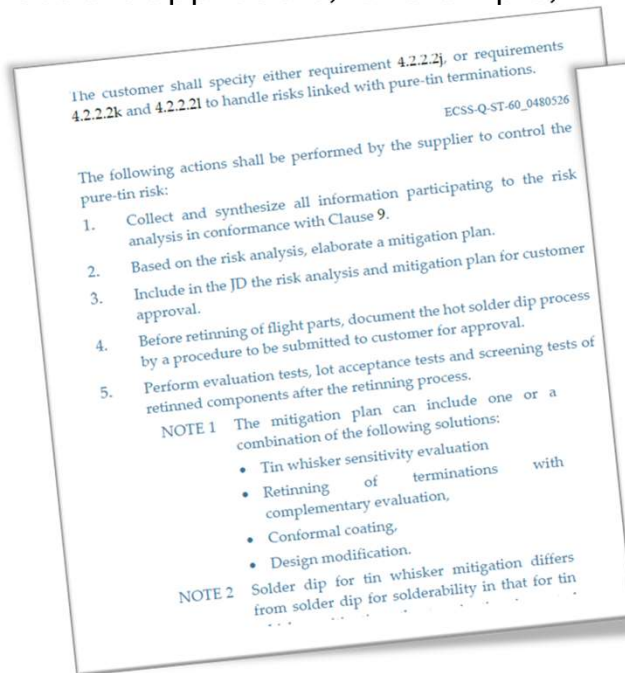 The customer shall specify either requirement 4.2.2.2j, or requirements
4.2.2.2k and 4.2.2.2l to handle risks linked with pure-tin terminations.
ECSS-Q-ST-60_0480526
The following actions shall be performed by the supplier to control the
pure-tin risk:
1. Collect and synthesize all information participating to the risk
analysis in conformance with Clause 9.
2. Based on the risk analysis, elaborate a mitigation plan.
3. Include in the JD the risk analysis and mitigation plan for customer
approval.
4. Before retinning of flight parts, document the hot solder dip process
by a procedure to be submitted to customer for approval.
5. Perform evaluation tests, lot acceptance tests and screening tests of
retinned components after the retinning process.
NOTE 1 The mitigation plan can include one or a
combination of the following solutions:
• Tin whisker sensitivity evaluation
• Retinning of terminations with
complementary evaluation,
• Conformal coating,
• Design modification.
NOTE 2 Solder dip for tin whisker mitigation differs
from solder dip for solderability in that for tin